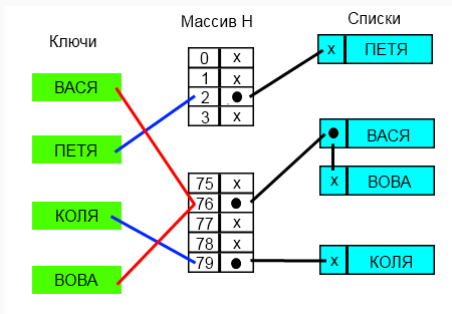 Ключи
Массив Н
Списки
ВАСЯ
ПЕТЯ
КОЛЯ
ВОВА
0 x
1 x
2
3 x
75 x
76
77 x
78 x
79
x ПЕТЯ
ВАСЯ
x ВОВА
x КОЛЯ